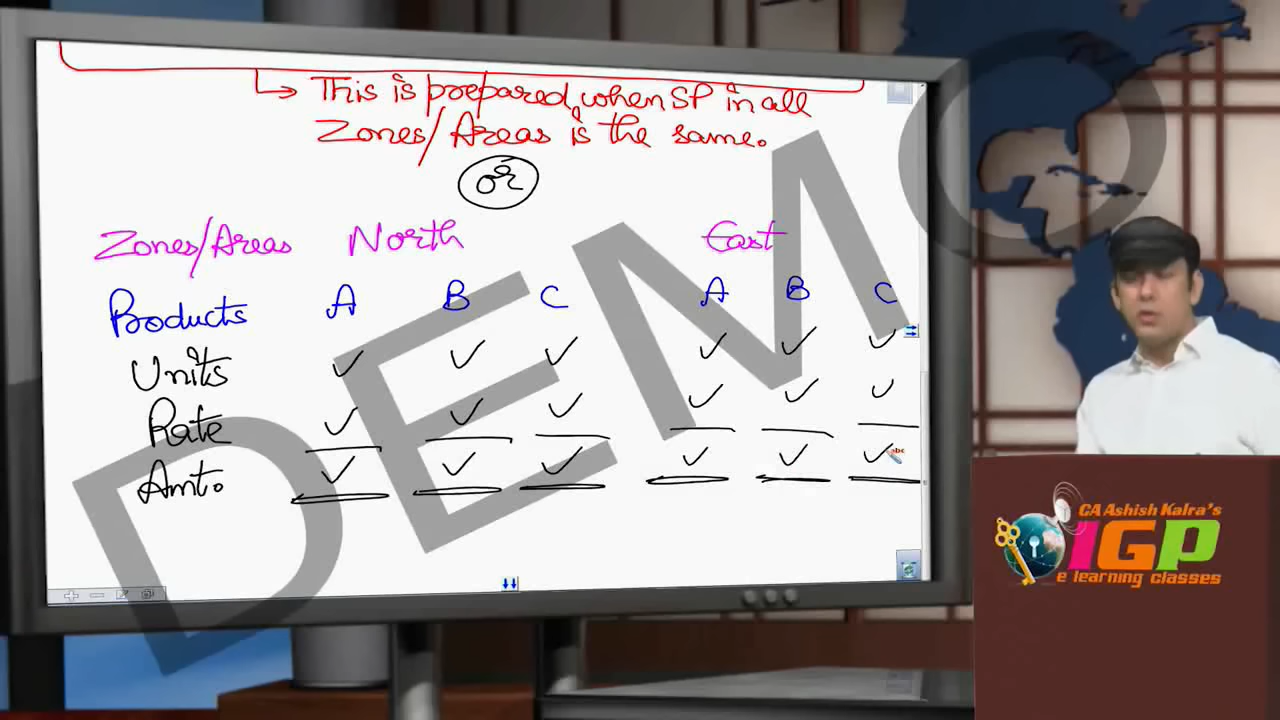 This is prepared, when SP in all
Zones/Areas is the same.
or
Zones/Areas North East
Products A B C A B C
Units ✓ ✓ ✓ ✓ ✓ ✓
Rate ✓ ✓ ✓ ✓ ✓ ✓
Amt. ✓ ✓ ✓ ✓ ✓ ✓
abc
DEMO
CA Ashish Kalra's
IGP
e learning classes